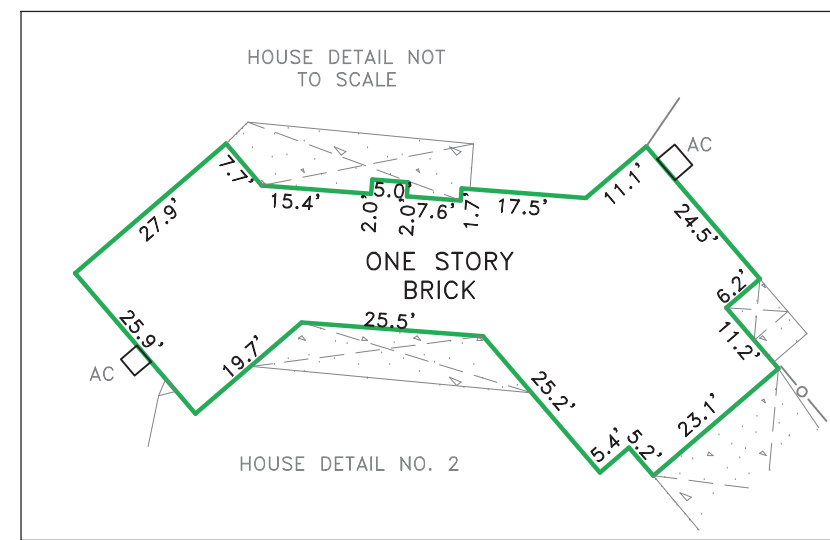 HOUSE DETAIL NOT
TO SCALE
AC
7.7'
15.4'
2.0'
5.0'
2.0'
7.6'
1.7'
17.5'
11.1'
24.5'
27.9'
ONE STORY
BRICK
6.2'
11.2'
25.9'
AC
19.7'
25.5'
25.2'
23.1'
5.4'
5.2'
HOUSE DETAIL NO. 2